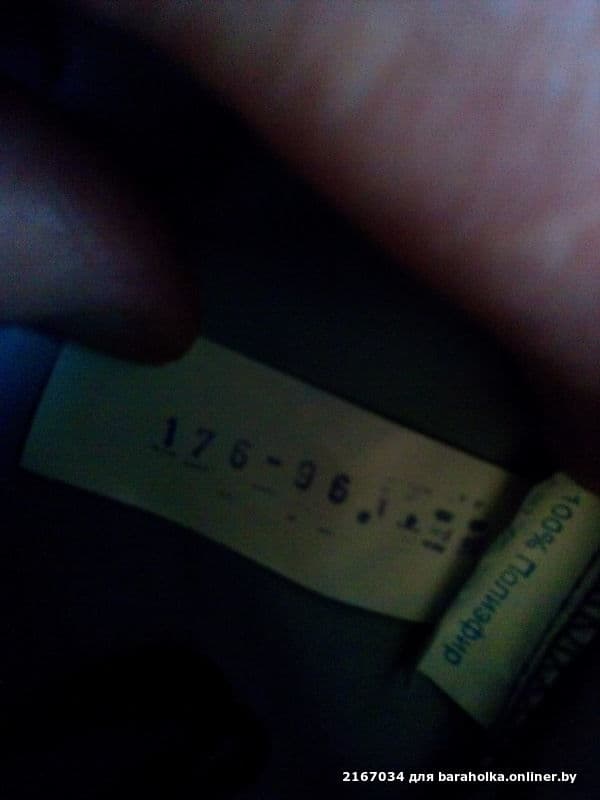 176-96.
100% Полиэфир
2167034 для baraholka.onliner.by